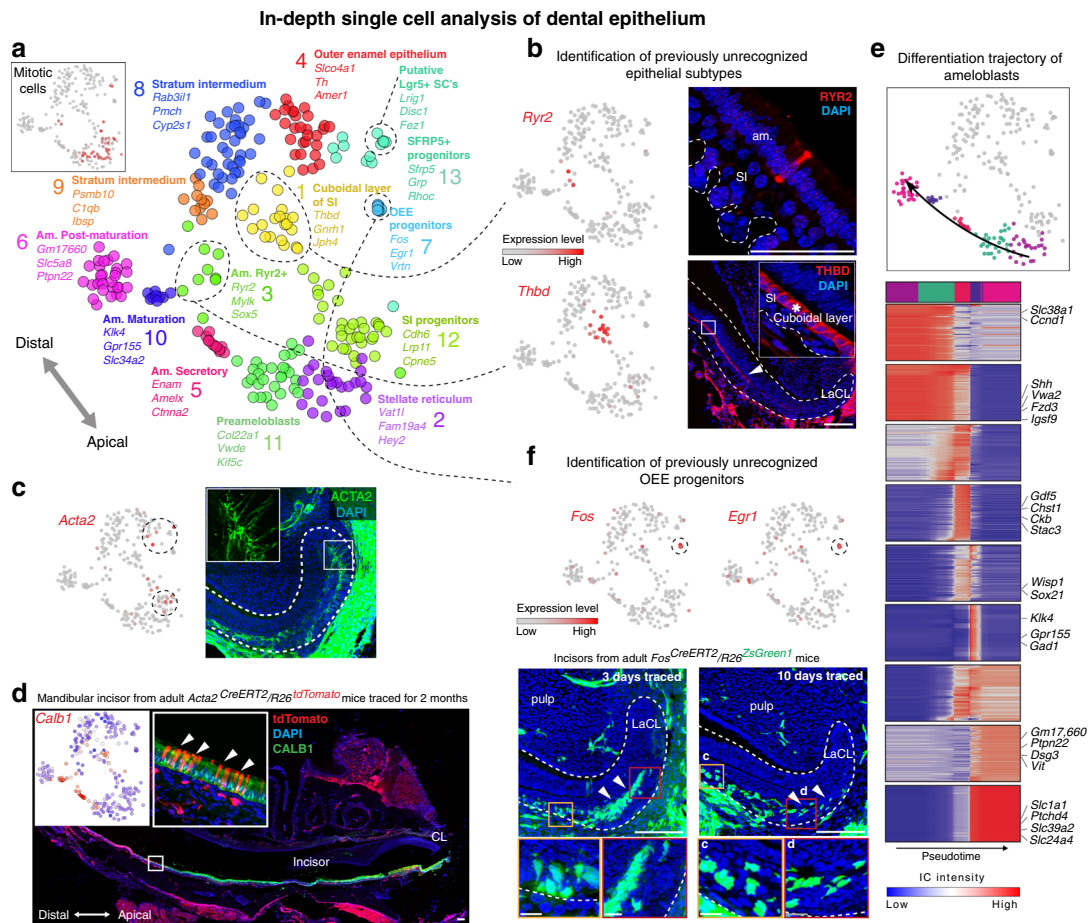 In-depth single cell analysis of dental epithelium
a
Mitotic
cells
8
Stratum intermedium
Rab3il1
Pmch
Cyp2s1
4
Outer enamel epithelium
Slco4a1
Th
Amer1
Putative
Lgr5+ SC's
Lrig1
Disc1
Fez1
SFRP5+
progenitors
Sfrp5
Grp
Rhoc
13
9
Stratum intermedium
Psmb10
C1qb
Ibsp
1
Cuboidal layer
of SI
Thbd
Gnrh1
Jph4
OEE
progenitors
Fos
Egr1
Vrtn
7
6
Am. Post-maturation
Gm17660
Slc5a8
Ptpn22
Am. Ryr2+
Ryr2
Mylk
Sox5
3
Am. Maturation
Klk4
Gpr155
Slc34a2
10
SI progenitors
Cdh6
Lrp11
Cpne5
12
Am. Secretory
Enam
Amelx
Ctnna2
5
Stellate reticulum
Vat1l
Fam19a4
Hey2
2
Preameloblasts
Col22a1
Vwde
Kif5c
11
Distal
Apical
b
Identification of previously unrecognized
epithelial subtypes
Ryr2
Expression level
Low High
Thbd
RYR2
DAPI
am.
SI
THBD
DAPI
SI
*
Cuboidal layer
LaCL
c
Acta2
ACTA2
DAPI
d
Mandibular incisor from adult Acta2CreERT2/R26tdTomato mice traced for 2 months
Calb1
tdTomato
DAPI
CALB1
CL
Incisor
Distal Apical
e
Differentiation trajectory of
ameloblasts
Slc38a1
Ccnd1
Shh
Vwa2
Fzd3
Igsf9
Gdf5
Chst1
Ckb
Stac3
Wisp1
Sox21
Klk4
Gpr155
Gad1
Gm17,660
Ptpn22
Dsg3
Vit
Slc1a1
Ptchd4
Slc39a2
Slc24a4
Pseudotime
IC intensity
Low High
f
Identification of previously unrecognized
OEE progenitors
Fos
Egr1
Expression level
Low High
Incisors from adult FosCreERT2/R26ZsGreen1 mice
3 days traced
pulp
LaCL
10 days traced
pulp
LaCL
c
d
c
d